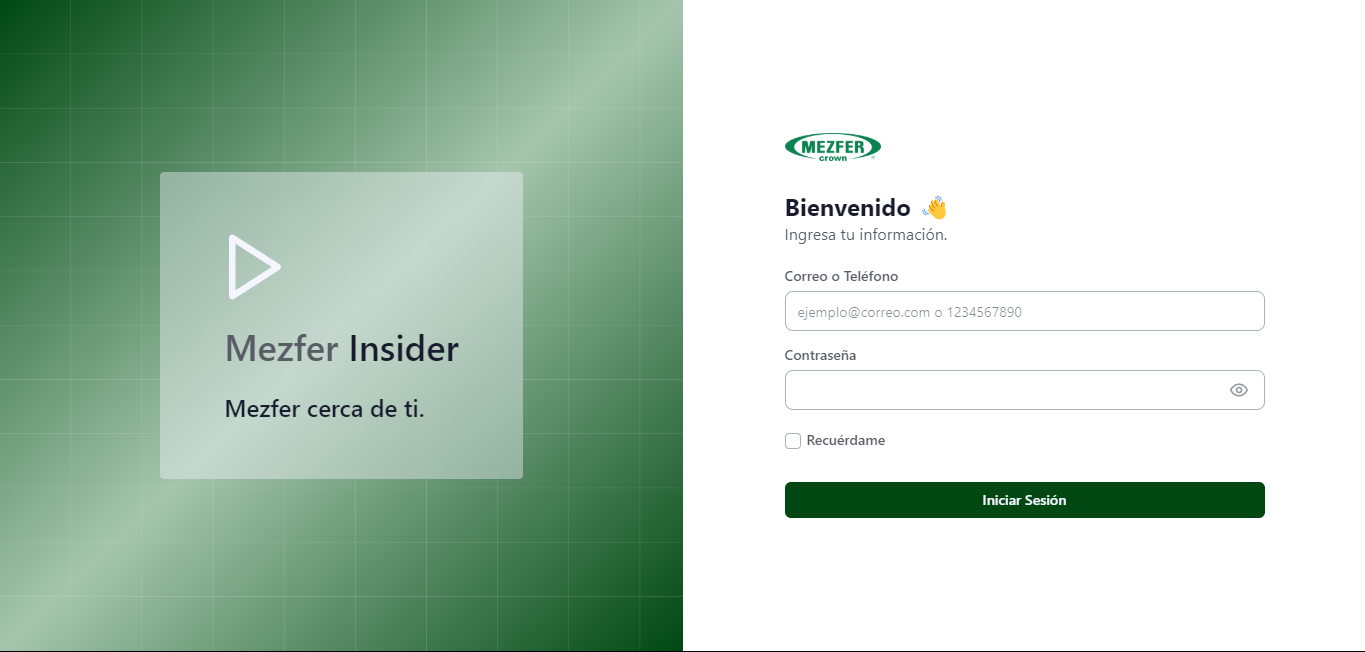 Mezfer Insider
Mezfer cerca de ti.
MEZFER
crown
Bienvenido 👋
Ingresa tu información.
Correo o Teléfono
ejemplo@correo.com o 1234567890
Contraseña
Recuérdame
Iniciar Sesión